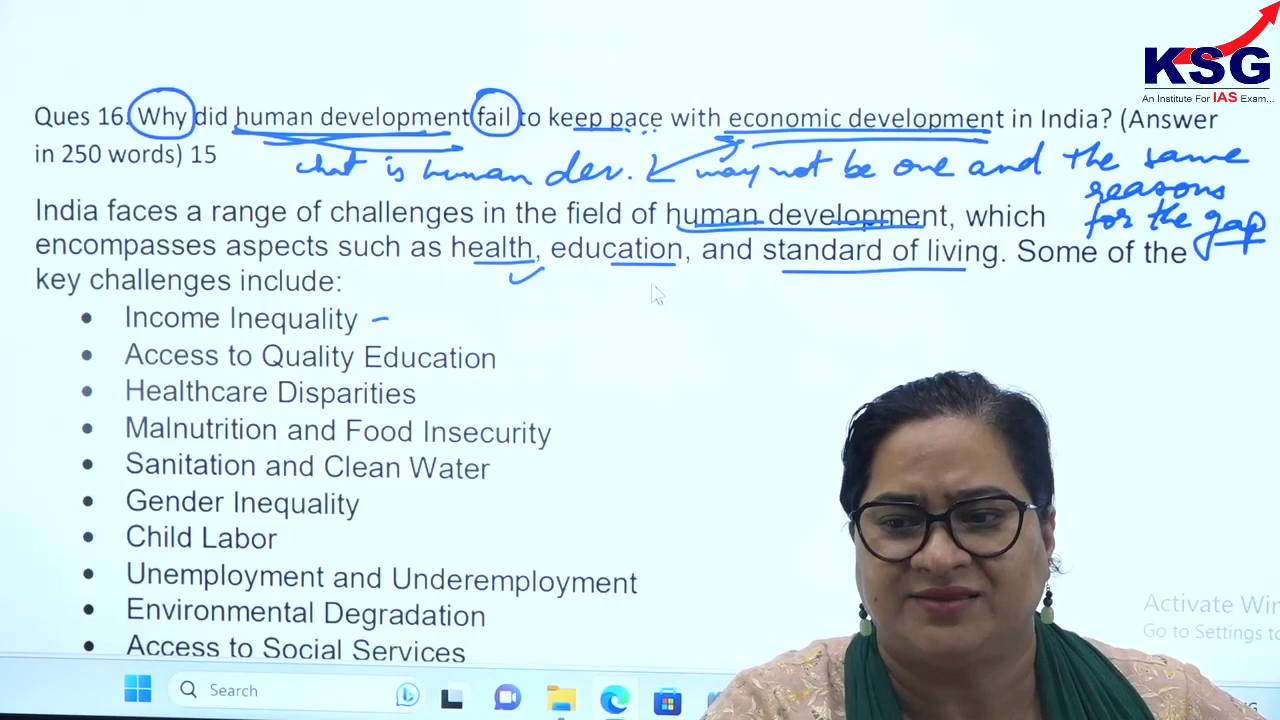 KSG
An Institute For IAS Exam...
Ques 16. Why did human development fail to keep pace with economic development in India? (Answer
in 250 words) 15
what is human dev. may not be one and the same
reasons
for the gap
India faces a range of challenges in the field of human development, which
encompasses aspects such as health, education, and standard of living. Some of the
key challenges include:
• Income Inequality -
• Access to Quality Education
• Healthcare Disparities
• Malnutrition and Food Insecurity
• Sanitation and Clean Water
• Gender Inequality
• Child Labor
• Unemployment and Underemployment
• Environmental Degradation
• Access to Social Services
Activate Win
Go to Settings to
Search